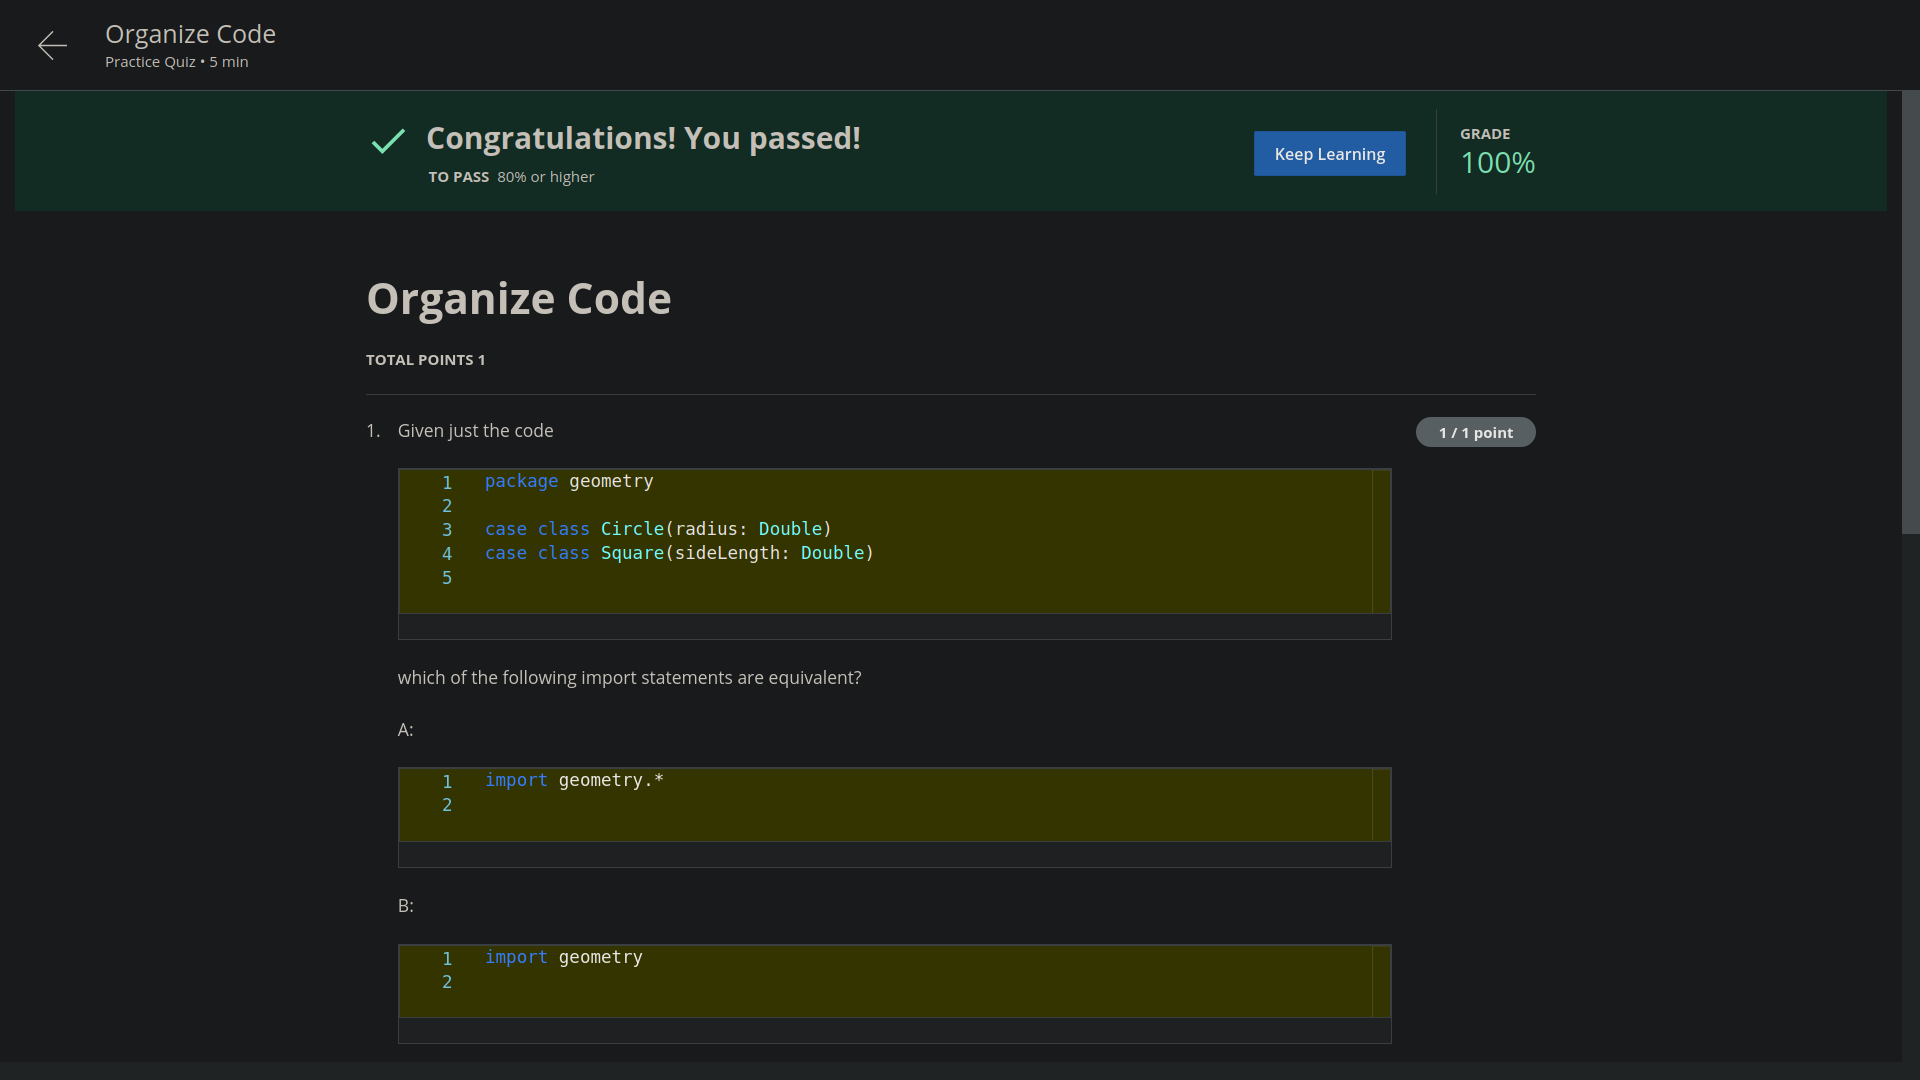 Organize Code
Practice Quiz • 5 min
Congratulations! You passed!
TO PASS 80% or higher
Keep Learning
GRADE
100%
Organize Code
TOTAL POINTS 1
1. Given just the code
1 / 1 point
1 package geometry
2
3 case class Circle(radius: Double)
4 case class Square(sideLength: Double)
5
which of the following import statements are equivalent?
A:
1 import geometry.*
2
B:
1 import geometry
2